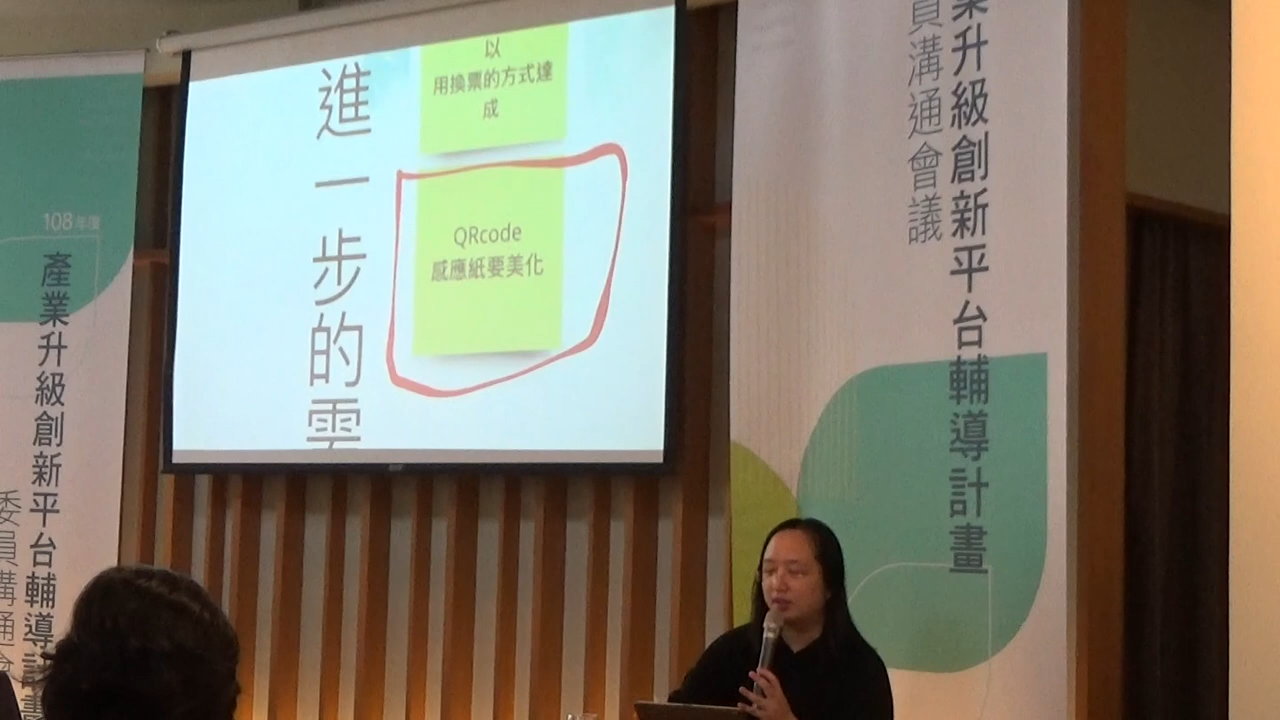 進一步的雲
以
用換票的方式達
成
QRcode
感應紙要美化
108年度
產業升級創新平台輔導計畫
委員溝通會
業升級創新平台輔導計畫
員溝通會議